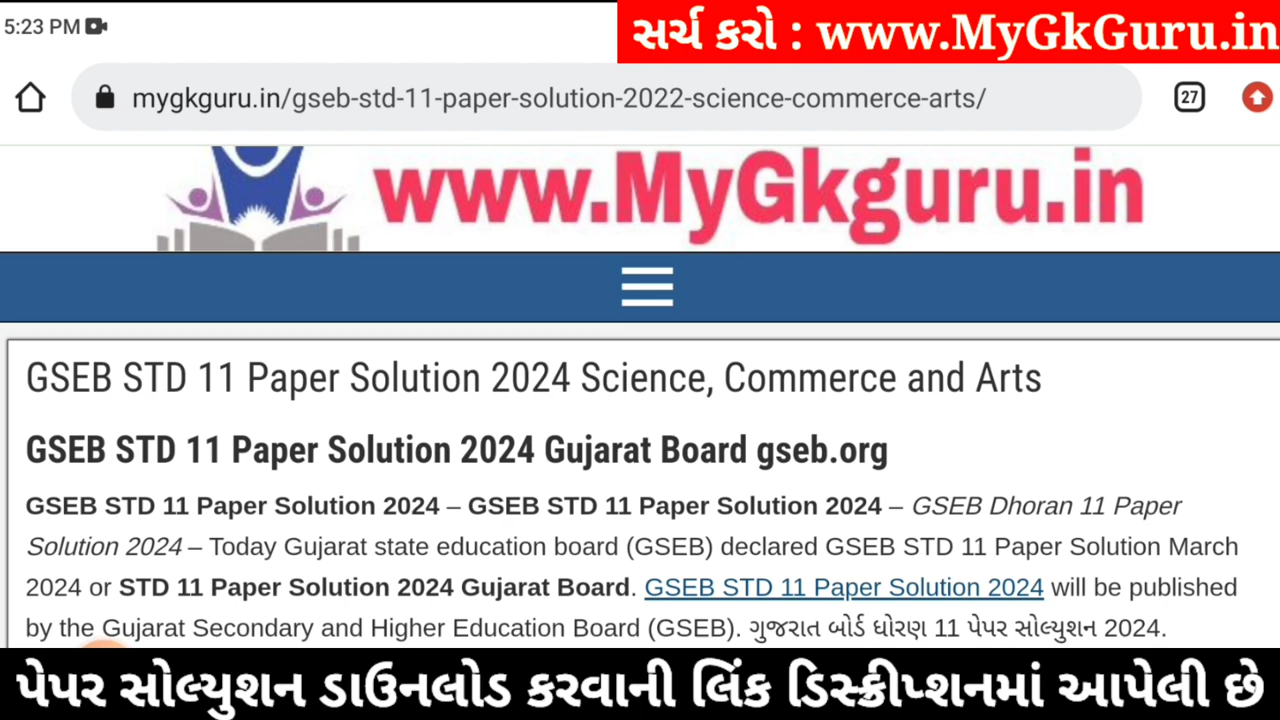 5:23 PM
સર્ચ કરો : www.MyGkGuru.in
mygkguru.in/gseb-std-11-paper-solution-2022-science-commerce-arts/
27
www.MyGkguru.in
GSEB STD 11 Paper Solution 2024 Science, Commerce and Arts
GSEB STD 11 Paper Solution 2024 Gujarat Board gseb.org
GSEB STD 11 Paper Solution 2024 – GSEB STD 11 Paper Solution 2024 – GSEB Dhoran 11 Paper
Solution 2024 – Today Gujarat state education board (GSEB) declared GSEB STD 11 Paper Solution March
2024 or STD 11 Paper Solution 2024 Gujarat Board. GSEB STD 11 Paper Solution 2024 will be published
by the Gujarat Secondary and Higher Education Board (GSEB). ગુજરાત બોર્ડ ધોરણ 11 પેપર સોલ્યુશન 2024.
પેપર સોલ્યુશન ડાઉનલોડ કરવાની લિંક ડિસ્ક્રીપ્શનમાં આપેલી છે